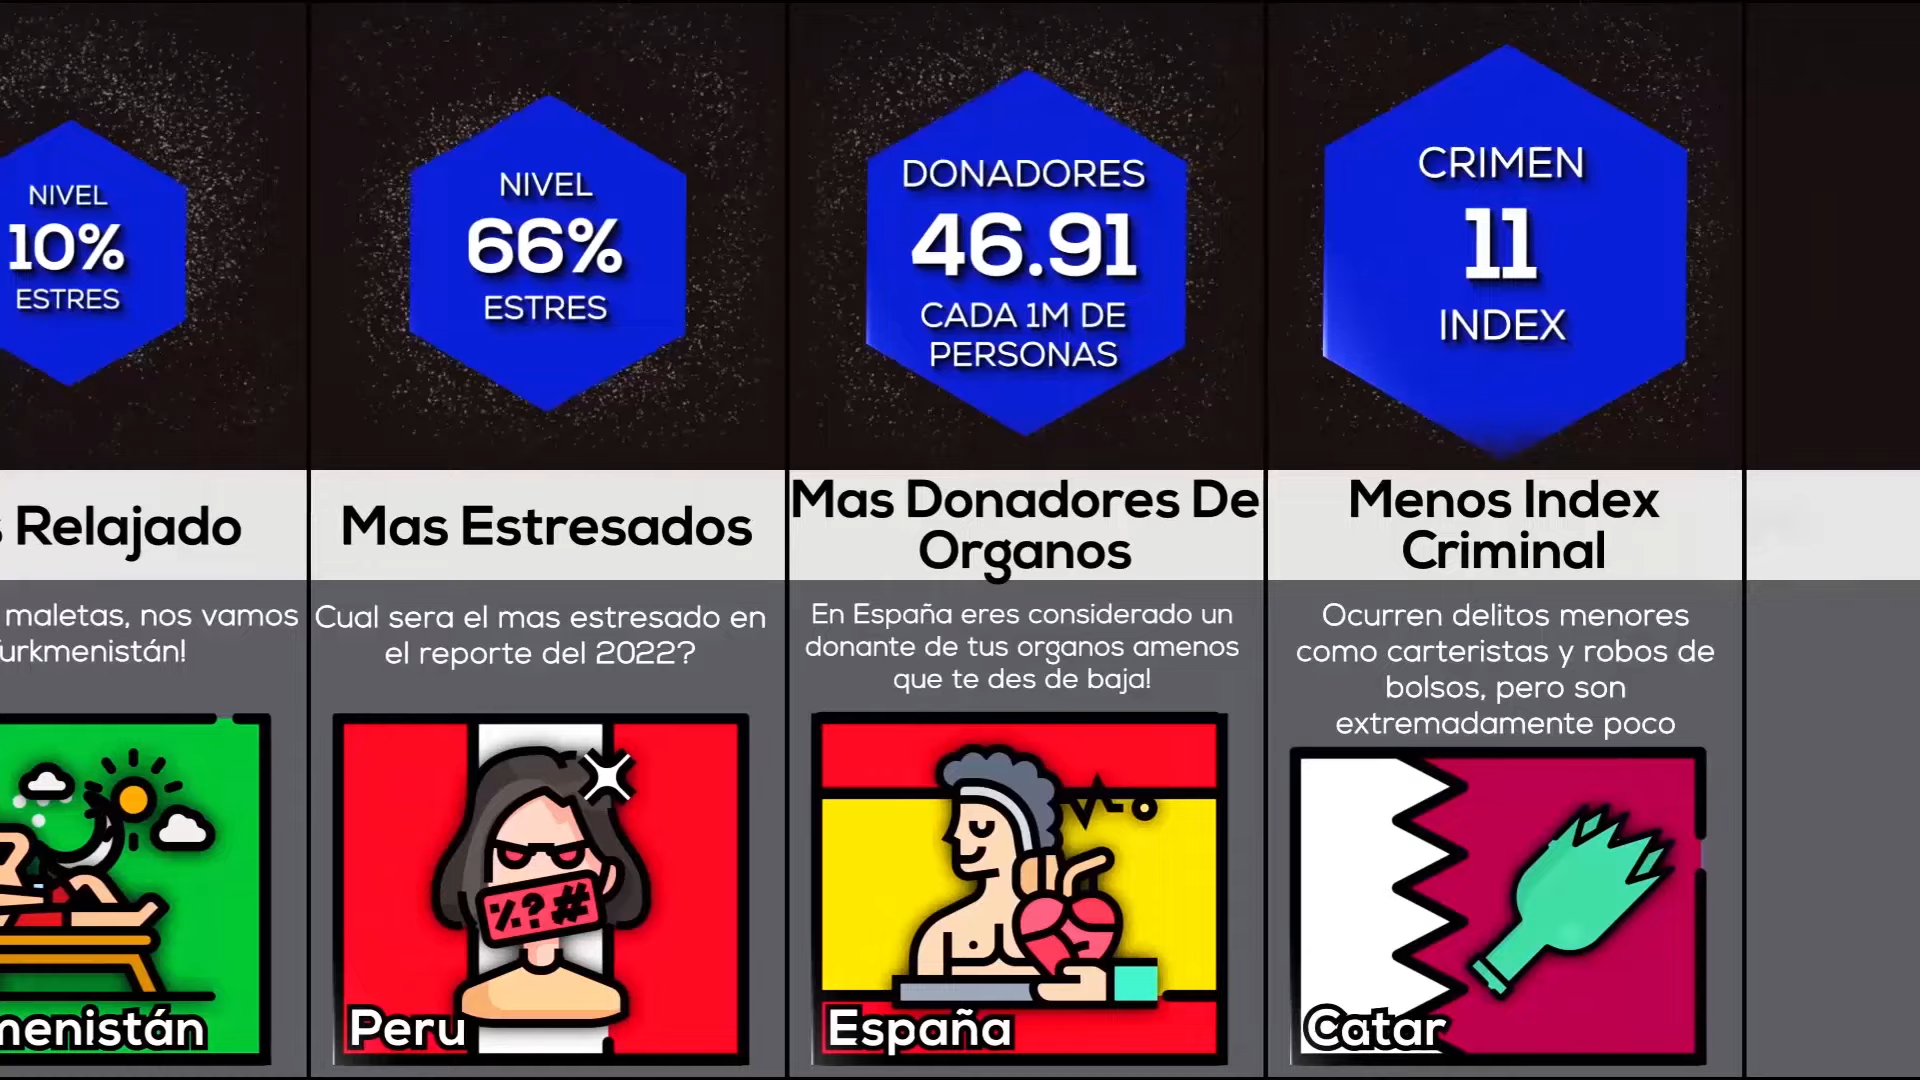 NIVEL
10%
ESTRES
Relajado
maletas, nos vamos
urkmenistán!
menistán
NIVEL
66%
ESTRES
Mas Estresados
Cual sera el mas estresado en
el reporte del 2022?
%?#
Peru
DONADORES
46.91
CADA 1M DE
PERSONAS
Mas Donadores De
Organos
En España eres considerado un
donante de tus organos amenos
que te des de baja!
España
CRIMEN
11
INDEX
Menos Index
Criminal
Ocurren delitos menores
como carteristas y robos de
bolsos, pero son
extremadamente poco
Catar